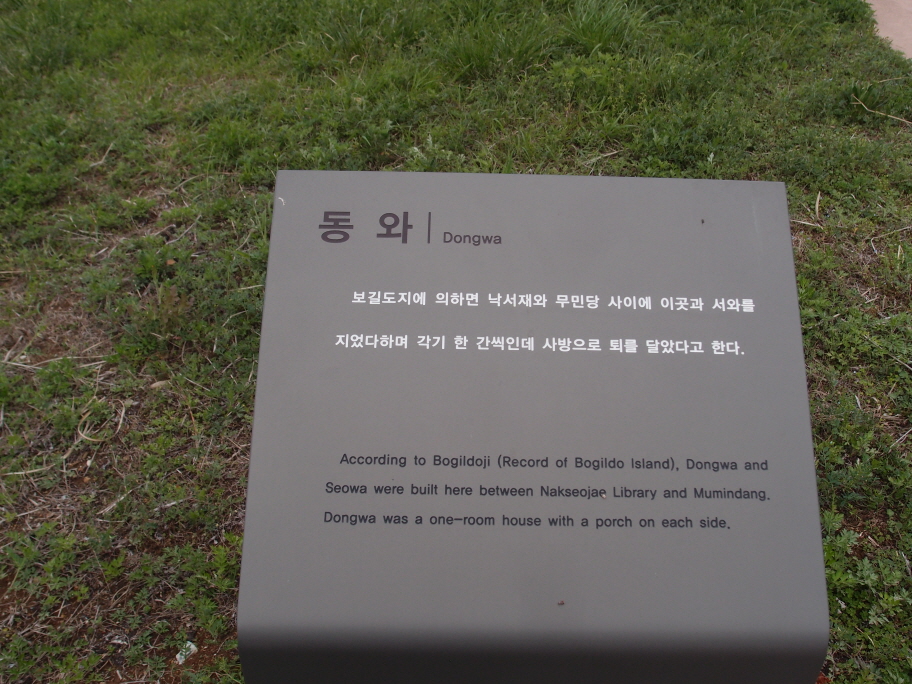 동 와 | Dongwa
보길도지에 의하면 낙서재와 무민당 사이에 이곳과 서와를
지었다하며 각기 한 간씩인데 사방으로 퇴를 달았다고 한다.
According to Bogildoji (Record of Bogildo Island), Dongwa and
Seowa were built here between Nakseojae Library and Mumindang.
Dongwa was a one-room house with a porch on each side.